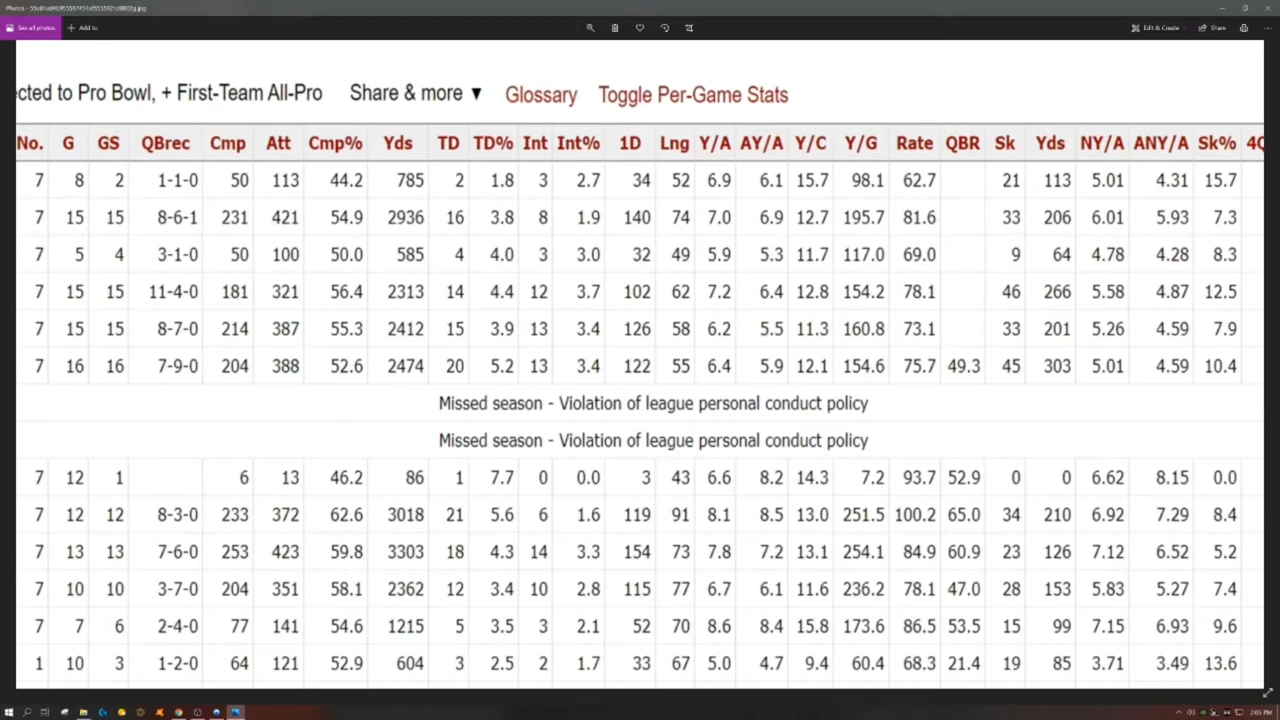 Photos - 55c81ad4b955587451af5555921d8002g.jpg
See all photos + Add to Edit & Create Share
ected to Pro Bowl, + First-Team All-Pro Share & more ▼ Glossary Toggle Per-Game Stats
No. G GS QBrec Cmp Att Cmp% Yds TD TD% Int Int% 1D Lng Y/A AY/A Y/C Y/G Rate QBR Sk Yds NY/A ANY/A Sk% 4Q
7 8 2 1-1-0 50 113 44.2 785 2 1.8 3 2.7 34 52 6.9 6.1 15.7 98.1 62.7 21 113 5.01 4.31 15.7
7 15 15 8-6-1 231 421 54.9 2936 16 3.8 8 1.9 140 74 7.0 6.9 12.7 195.7 81.6 33 206 6.01 5.93 7.3
7 5 4 3-1-0 50 100 50.0 585 4 4.0 3 3.0 32 49 5.9 5.3 11.7 117.0 69.0 9 64 4.78 4.28 8.3
7 15 15 11-4-0 181 321 56.4 2313 14 4.4 12 3.7 102 62 7.2 6.4 12.8 154.2 78.1 46 266 5.58 4.87 12.5
7 15 15 8-7-0 214 387 55.3 2412 15 3.9 13 3.4 126 58 6.2 5.5 11.3 160.8 73.1 33 201 5.26 4.59 7.9
7 16 16 7-9-0 204 388 52.6 2474 20 5.2 13 3.4 122 55 6.4 5.9 12.1 154.6 75.7 49.3 45 303 5.01 4.59 10.4
Missed season - Violation of league personal conduct policy
Missed season - Violation of league personal conduct policy
7 12 1 6 13 46.2 86 1 7.7 0 0.0 3 43 6.6 8.2 14.3 7.2 93.7 52.9 0 0 6.62 8.15 0.0
7 12 12 8-3-0 233 372 62.6 3018 21 5.6 6 1.6 119 91 8.1 8.5 13.0 251.5 100.2 65.0 34 210 6.92 7.29 8.4
7 13 13 7-6-0 253 423 59.8 3303 18 4.3 14 3.3 154 73 7.8 7.2 13.1 254.1 84.9 60.9 23 126 7.12 6.52 5.2
7 10 10 3-7-0 204 351 58.1 2362 12 3.4 10 2.8 115 77 6.7 6.1 11.6 236.2 78.1 47.0 28 153 5.83 5.27 7.4
7 7 6 2-4-0 77 141 54.6 1215 5 3.5 3 2.1 52 70 8.6 8.4 15.8 173.6 86.5 53.5 15 99 7.15 6.93 9.6
1 10 3 1-2-0 64 121 52.9 604 3 2.5 2 1.7 33 67 5.0 4.7 9.4 60.4 68.3 21.4 19 85 3.71 3.49 13.6
2:05 PM